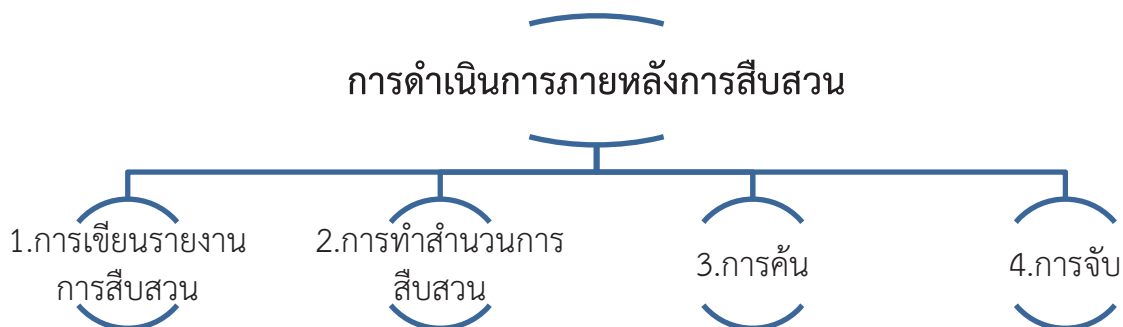 การดำเนินการภายหลังการสืบสวน
1.การเขียนรายงาน
การสืบสวน
2.การทำสำนวนการ
สืบสวน
3.การค้น
4.การจับ